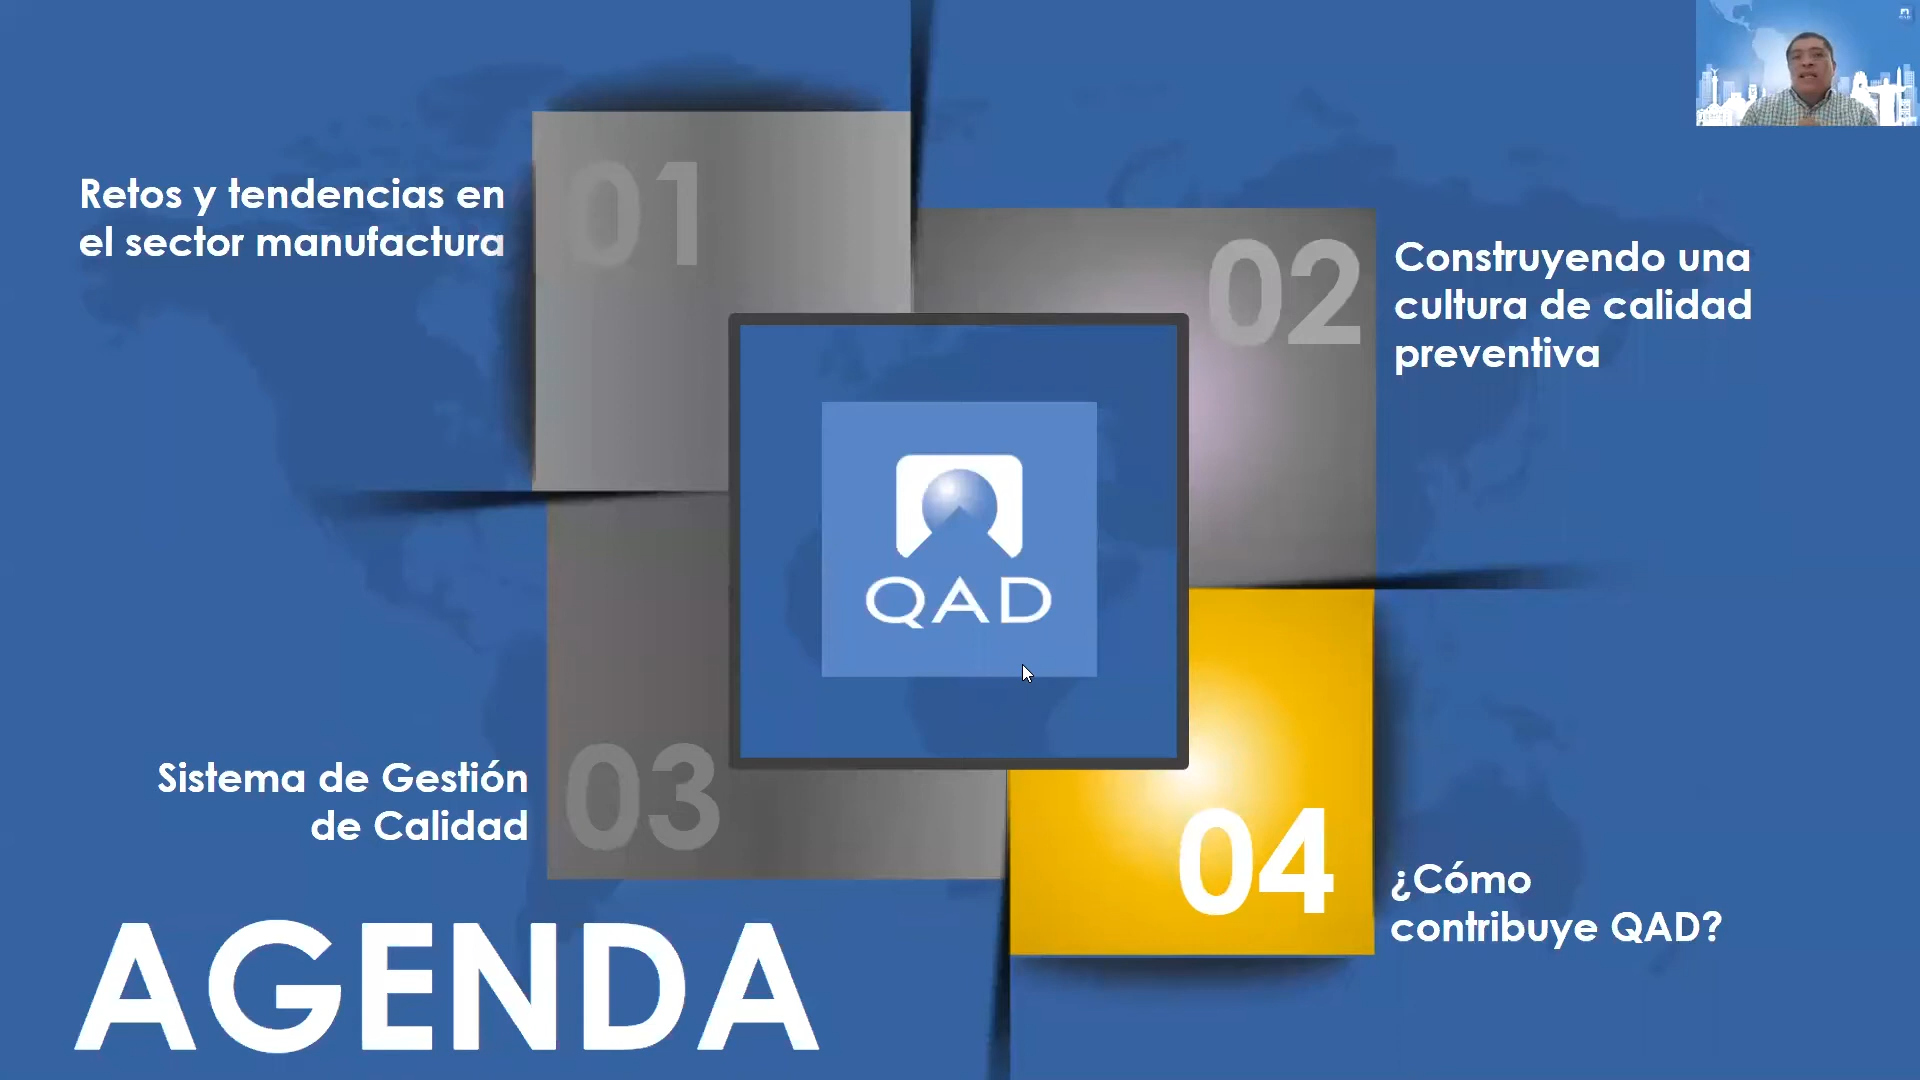 01
Retos y tendencias en
el sector manufactura
02
Construyendo una
cultura de calidad
preventiva
QAD
03
Sistema de Gestión
de Calidad
04
¿Cómo
contribuye QAD?
AGENDA